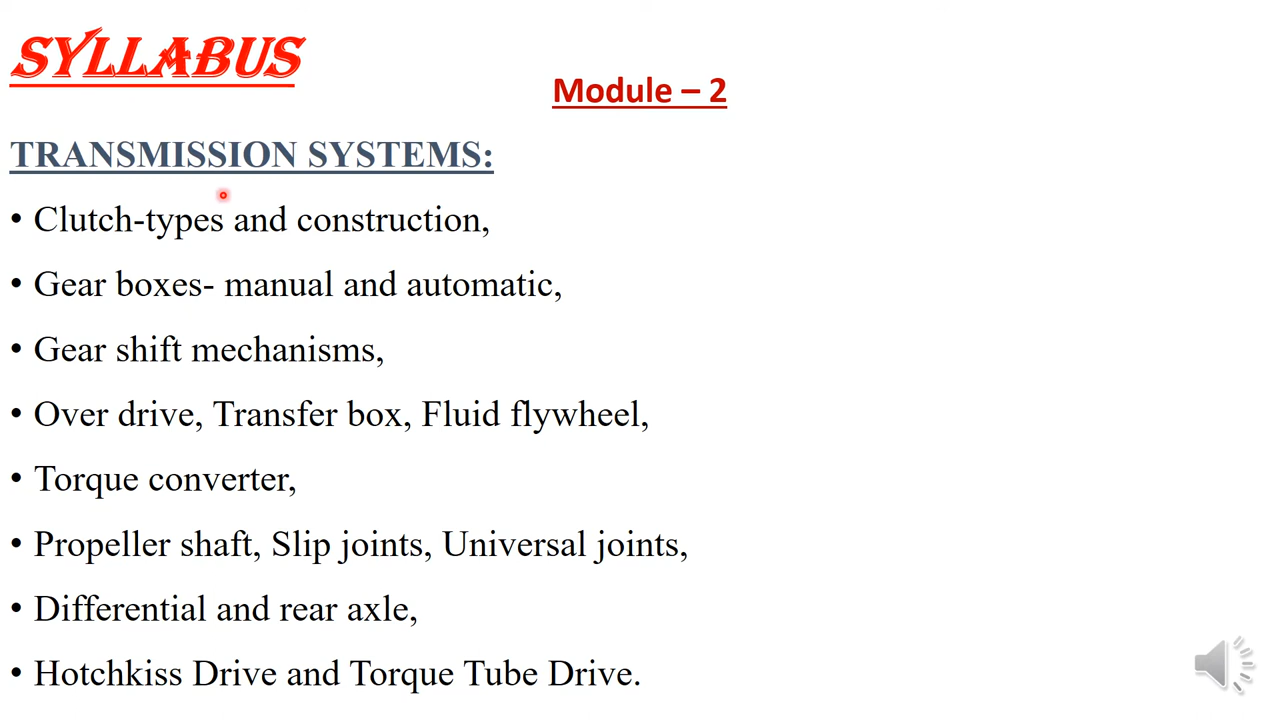 SYLLABUS
Module – 2
TRANSMISSION SYSTEMS:
• Clutch-types and construction,
• Gear boxes- manual and automatic,
• Gear shift mechanisms,
• Over drive, Transfer box, Fluid flywheel,
• Torque converter,
• Propeller shaft, Slip joints, Universal joints,
• Differential and rear axle,
• Hotchkiss Drive and Torque Tube Drive.